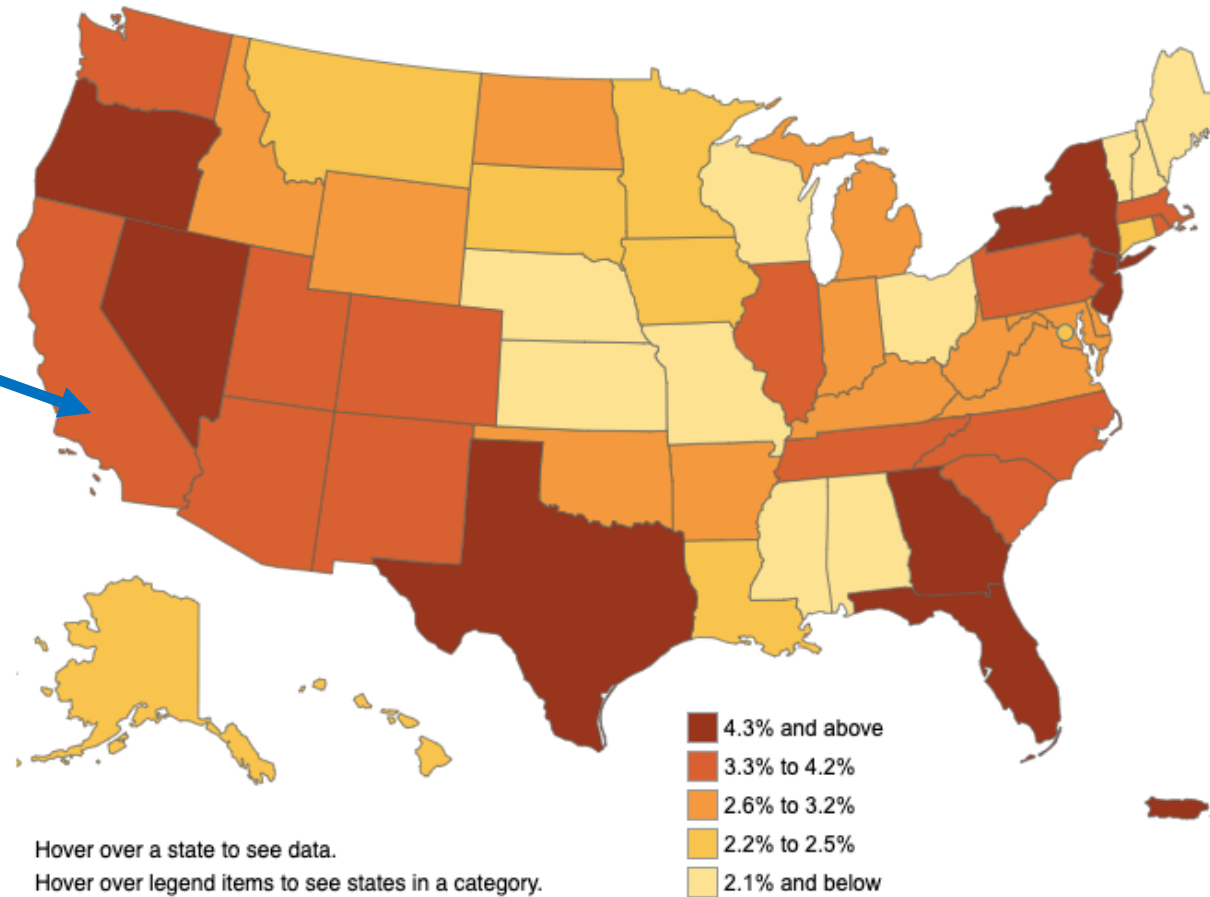 4.3% and above
3.3% to 4.2%
2.6% to 3.2%
2.2% to 2.5%
2.1% and below
Hover over a state to see data.
Hover over legend items to see states in a category.